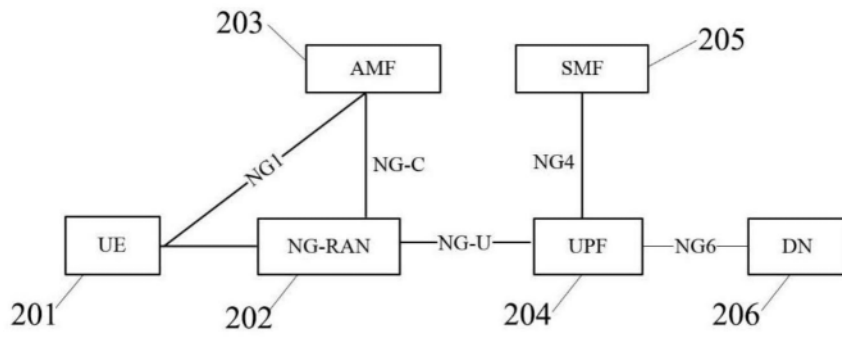 203
205
AMF
SMF
NG1
NG-C
NG4
UE
NG-RAN
NG-U
UPF
NG6
DN
201
202
204
206